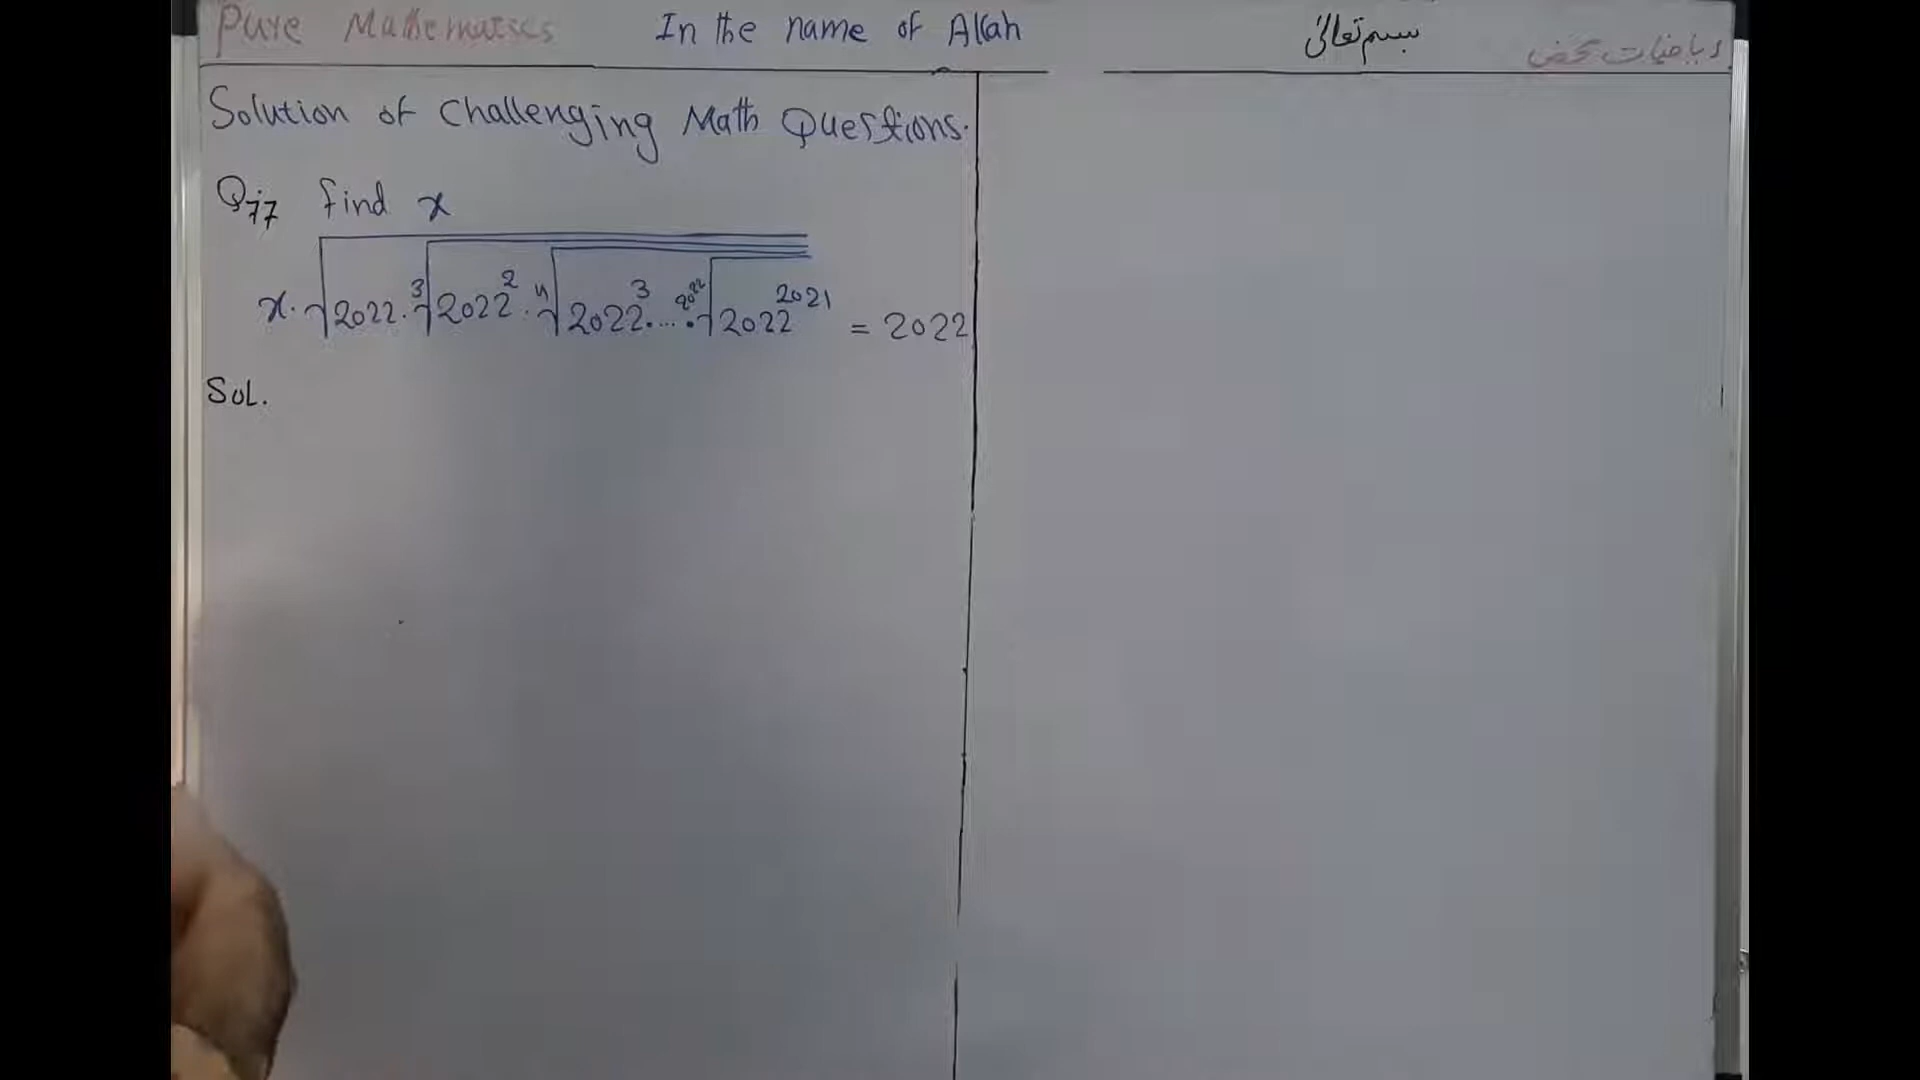 Pure Mathematics In the name of Allah بسم تعالیٰ ریاضیات محض
Solution of Challenging Math Questions.
Q77 find x
x·√(2022·∛(2022²·∜(2022³·...·²⁰²²√(2022²⁰²¹)))) = 2022
Sol.